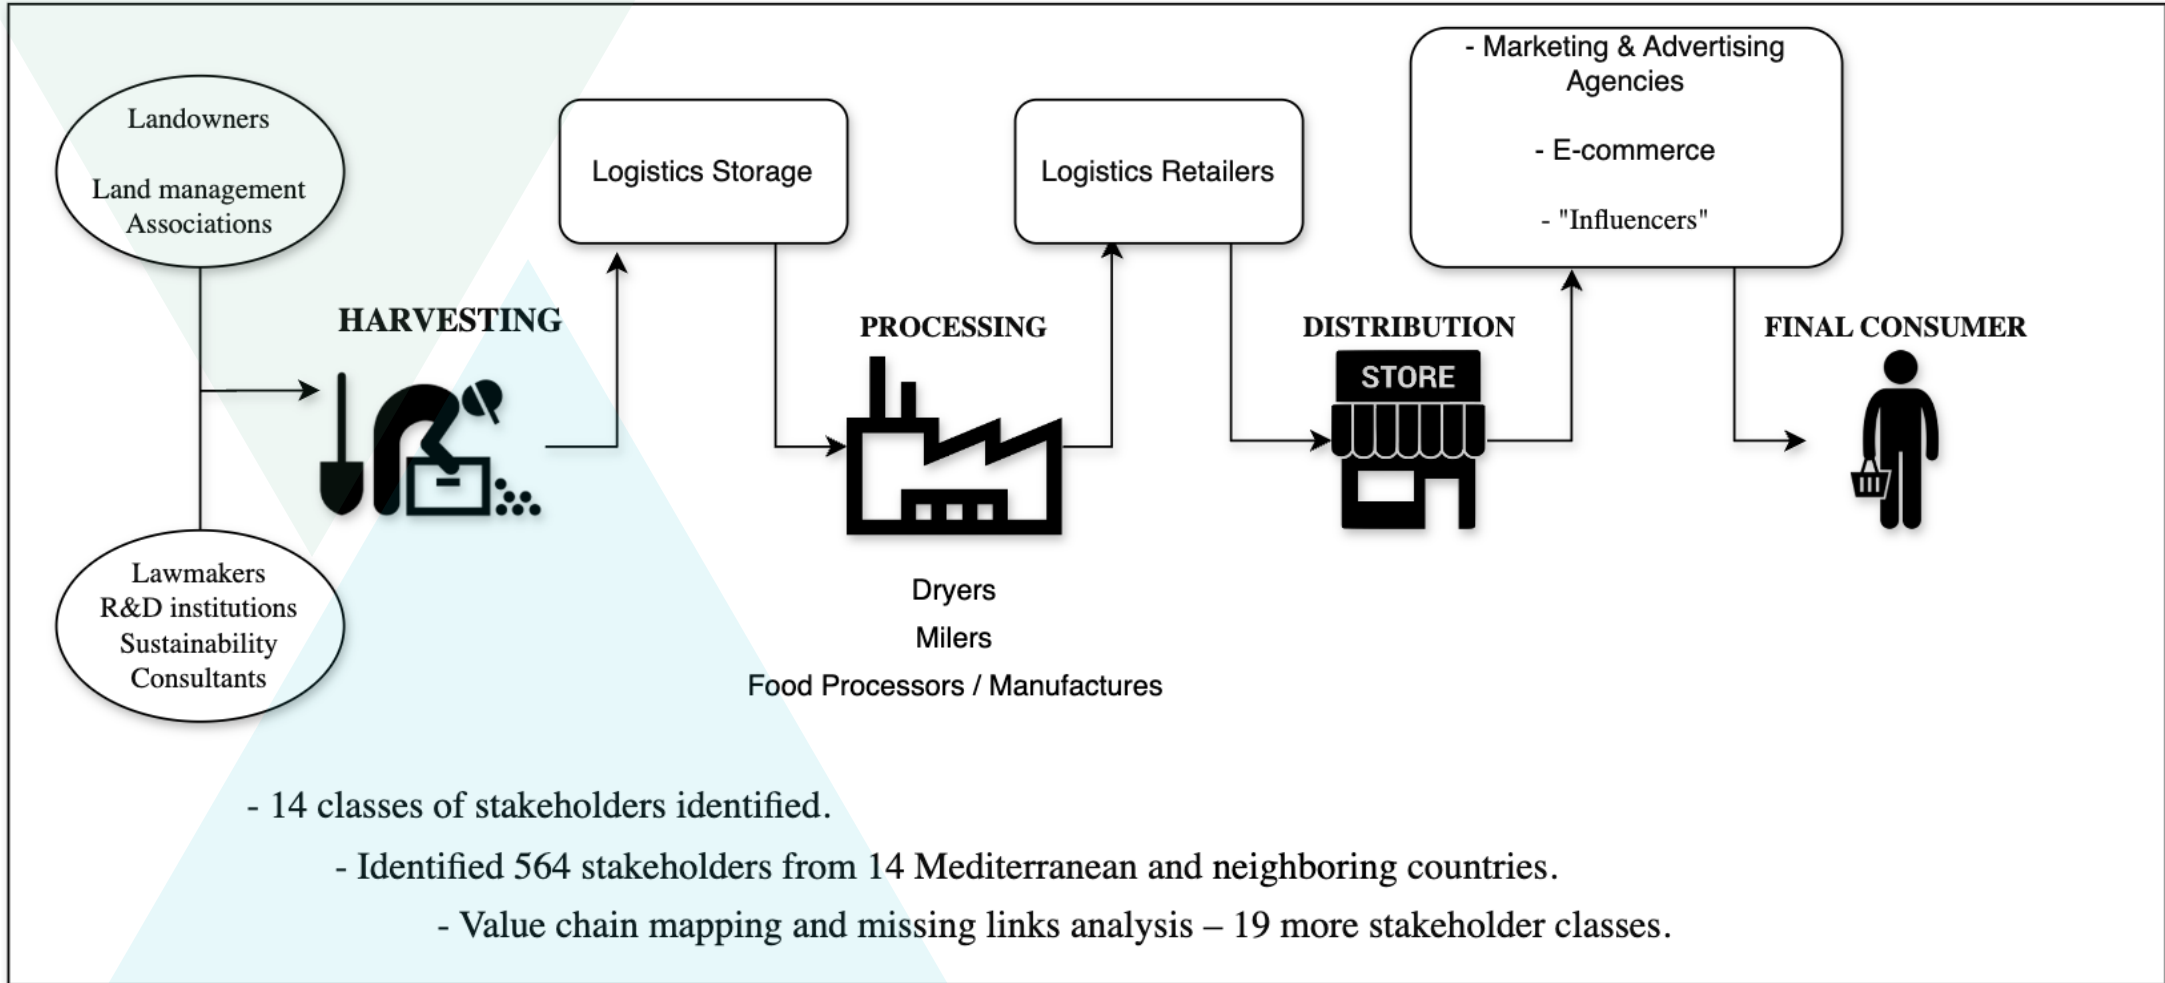 Landowners
Land management
Associations
Lawmakers
R&D institutions
Sustainability
Consultants
HARVESTING
Logistics Storage
PROCESSING
Dryers
Milers
Food Processors / Manufactures
Logistics Retailers
DISTRIBUTION
STORE
- Marketing & Advertising
Agencies
- E-commerce
- "Influencers"
FINAL CONSUMER
- 14 classes of stakeholders identified.
- Identified 564 stakeholders from 14 Mediterranean and neighboring countries.
- Value chain mapping and missing links analysis – 19 more stakeholder classes.